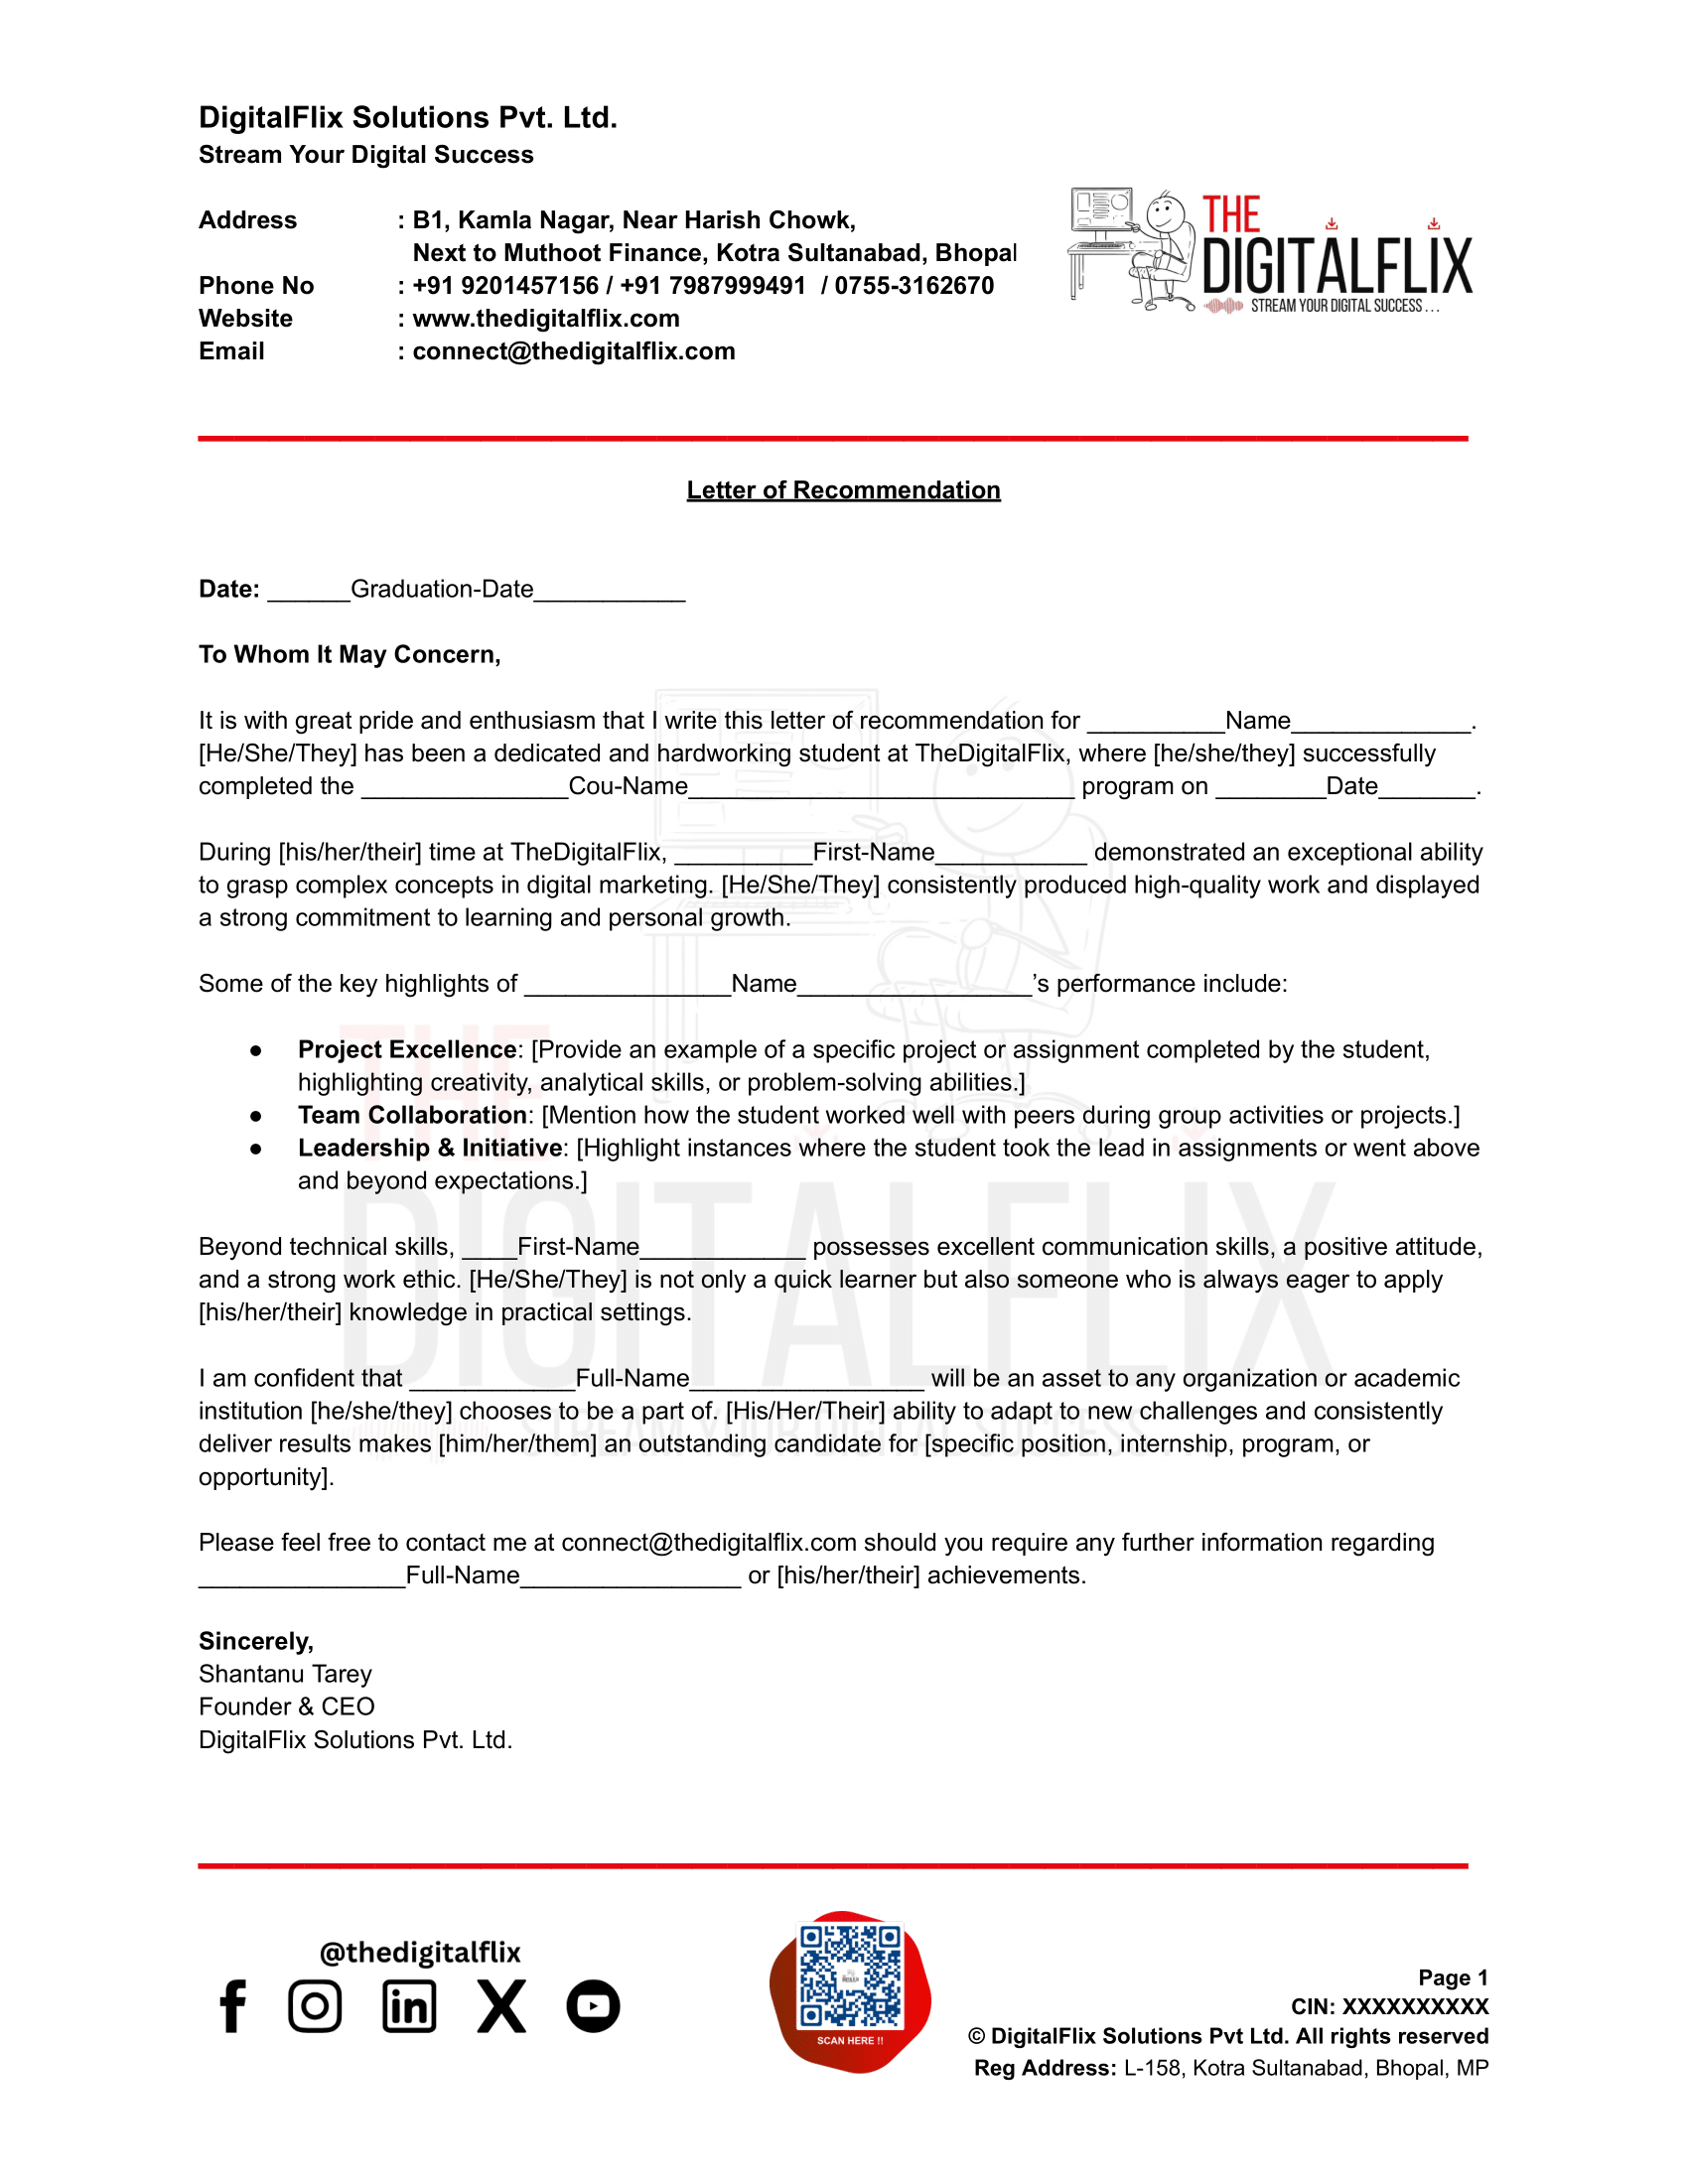 DigitalFlix Solutions Pvt. Ltd.
Stream Your Digital Success
Address : B1, Kamla Nagar, Near Harish Chowk,
Next to Muthoot Finance, Kotra Sultanabad, Bhopal
Phone No : +91 9201457156 / +91 7987999491 / 0755-3162670
Website : www.thedigitalflix.com
Email : connect@thedigitalflix.com
THE
DIGITALFLIX
STREAM YOUR DIGITAL SUCCESS . . .
Letter of Recommendation
Date: ______Graduation-Date___________
To Whom It May Concern,
It is with great pride and enthusiasm that I write this letter of recommendation for __________Name_____________.
[He/She/They] has been a dedicated and hardworking student at TheDigitalFlix, where [he/she/they] successfully
completed the _______________Cou-Name____________________________ program on ________Date_______.
During [his/her/their] time at TheDigitalFlix, __________First-Name___________ demonstrated an exceptional ability
to grasp complex concepts in digital marketing. [He/She/They] consistently produced high-quality work and displayed
a strong commitment to learning and personal growth.
Some of the key highlights of _______________Name_________________’s performance include:
● Project Excellence: [Provide an example of a specific project or assignment completed by the student,
highlighting creativity, analytical skills, or problem-solving abilities.]
● Team Collaboration: [Mention how the student worked well with peers during group activities or projects.]
● Leadership & Initiative: [Highlight instances where the student took the lead in assignments or went above
and beyond expectations.]
Beyond technical skills, ____First-Name____________ possesses excellent communication skills, a positive attitude,
and a strong work ethic. [He/She/They] is not only a quick learner but also someone who is always eager to apply
[his/her/their] knowledge in practical settings.
I am confident that ____________Full-Name_________________ will be an asset to any organization or academic
institution [he/she/they] chooses to be a part of. [His/Her/Their] ability to adapt to new challenges and consistently
deliver results makes [him/her/them] an outstanding candidate for [specific position, internship, program, or
opportunity].
Please feel free to contact me at connect@thedigitalflix.com should you require any further information regarding
_______________Full-Name________________ or [his/her/their] achievements.
Sincerely,
Shantanu Tarey
Founder & CEO
DigitalFlix Solutions Pvt. Ltd.
THE
DIGITALFLIX
STREAM YOUR DIGITAL SUCCESS
@thedigitalflix
SCAN HERE !!
Page 1
CIN: XXXXXXXXXX
© DigitalFlix Solutions Pvt Ltd. All rights reserved
Reg Address: L-158, Kotra Sultanabad, Bhopal, MP